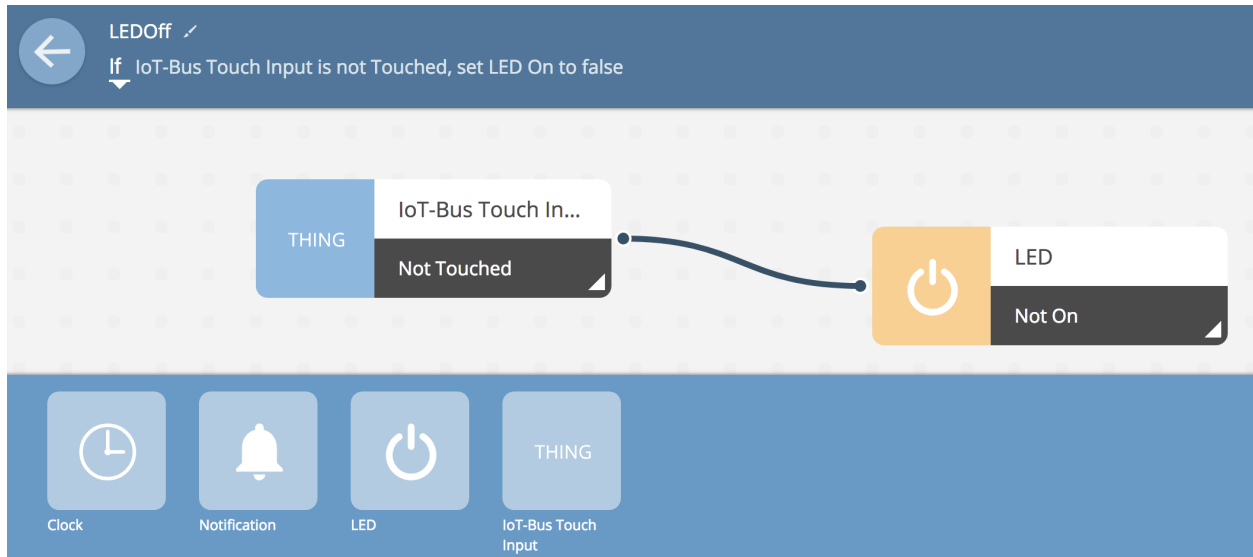 LEDOff
If IoT-Bus Touch Input is not Touched, set LED On to false
IoT-Bus Touch In...
THING
Not Touched
LED
Not On
THING
Clock
Notification
LED
IoT-Bus Touch
Input